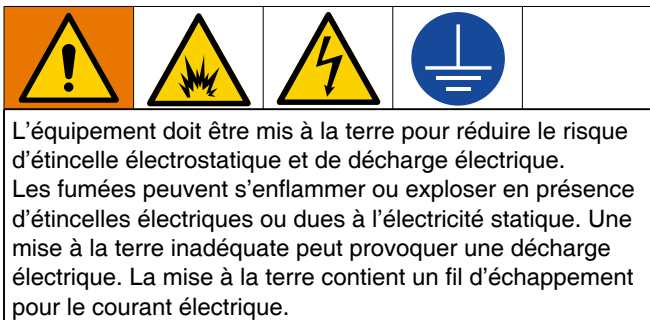 L’équipement doit être mis à la terre pour réduire le risque
d’étincelle électrostatique et de décharge électrique.
Les fumées peuvent s’enflammer ou exploser en présence
d’étincelles électriques ou dues à l’électricité statique. Une
mise à la terre inadéquate peut provoquer une décharge
électrique. La mise à la terre contient un fil d’échappement
pour le courant électrique.